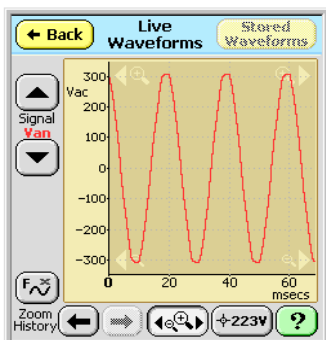 Back
Live
Waveforms
Stored
Waveforms
Signal
Van
Vac
300
200
100
0
-100
-200
-300
0
20
40
60
msecs
F
Zoom
History
223V
?